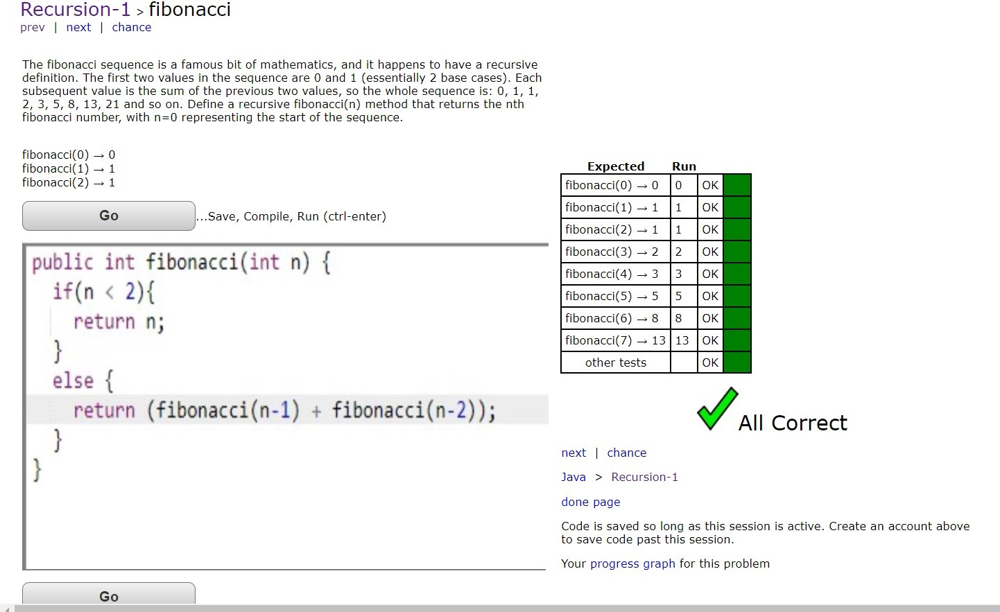 Recursion-1 > fibonacci
prev | next | chance
The fibonacci sequence is a famous bit of mathematics, and it happens to have a recursive
definition. The first two values in the sequence are 0 and 1 (essentially 2 base cases). Each
subsequent value is the sum of the previous two values, so the whole sequence is: 0, 1, 1,
2, 3, 5, 8, 13, 21 and so on. Define a recursive fibonacci(n) method that returns the nth
fibonacci number, with n=0 representing the start of the sequence.
fibonacci(0) → 0
fibonacci(1) → 1
fibonacci(2) → 1
Go ...Save, Compile, Run (ctrl-enter)
public int fibonacci(int n) {
  if(n < 2){
    return n;
  }
  else {
    return (fibonacci(n-1) + fibonacci(n-2));
  }
}
Go
Expected Run
fibonacci(0) → 0 0 OK
fibonacci(1) → 1 1 OK
fibonacci(2) → 1 1 OK
fibonacci(3) → 2 2 OK
fibonacci(4) → 3 3 OK
fibonacci(5) → 5 5 OK
fibonacci(6) → 8 8 OK
fibonacci(7) → 13 13 OK
other tests OK
All Correct
next | chance
Java > Recursion-1
done page
Code is saved so long as this session is active. Create an account above
to save code past this session.
Your progress graph for this problem